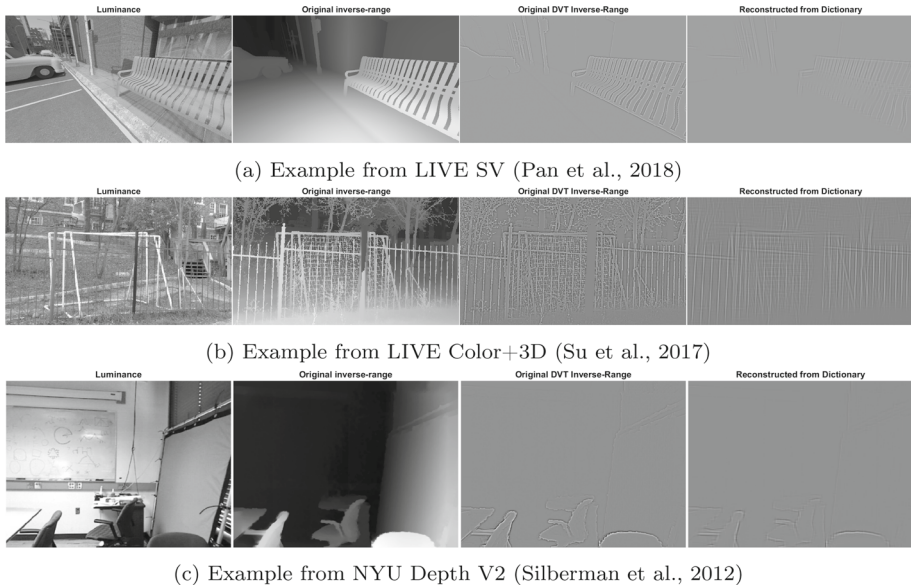 Luminance Original inverse-range Original DVT Inverse-Range Reconstructed from Dictionary
(a) Example from LIVE SV (Pan et al., 2018)
Luminance Original inverse-range Original DVT Inverse-Range Reconstructed from Dictionary
(b) Example from LIVE Color+3D (Su et al., 2017)
Luminance Original inverse-range Original DVT Inverse-Range Reconstructed from Dictionary
(c) Example from NYU Depth V2 (Silberman et al., 2012)